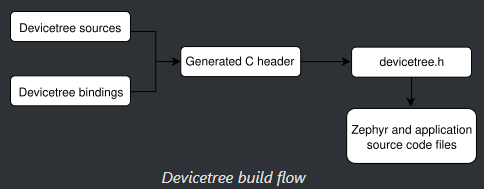 Devicetree sources
Devicetree bindings
Generated C header
devicetree.h
Zephyr and application
source code files
Devicetree build flow